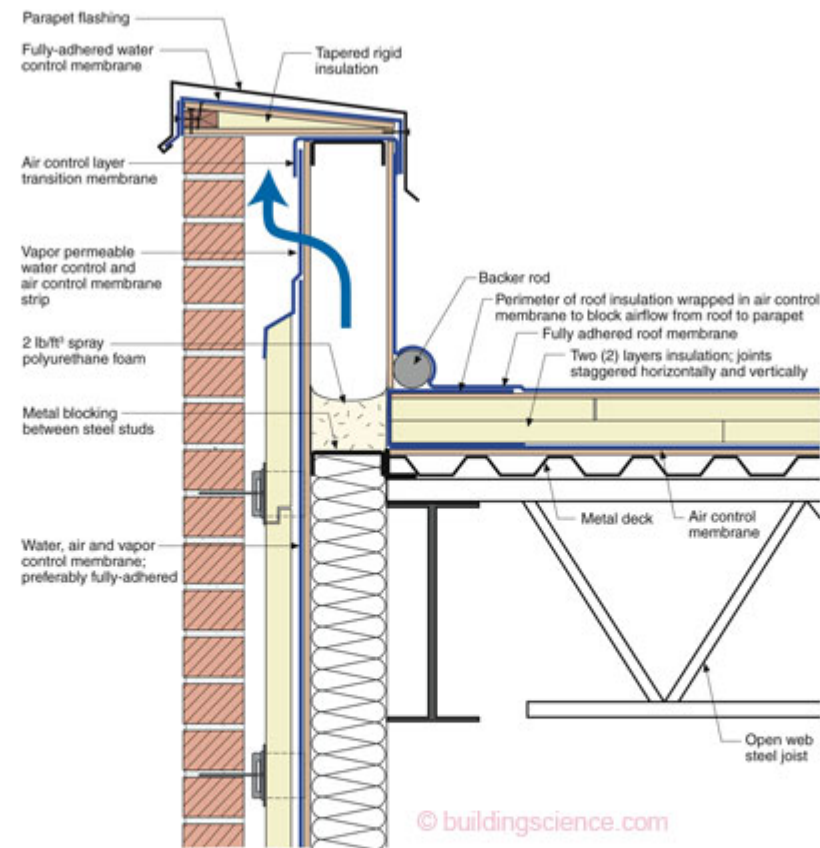 Parapet flashing
Fully-adhered water
control membrane
Tapered rigid
insulation
Air control layer
transition membrane
Vapor permeable
water control and
air control membrane
strip
Backer rod
Perimeter of roof insulation wrapped in air control
membrane to block airflow from roof to parapet
Fully adhered roof membrane
2 lb/ft³ spray
polyurethane foam
Two (2) layers insulation; joints
staggered horizontally and vertically
Metal blocking
between steel studs
Metal deck
Air control
membrane
Water, air and vapor
control membrane;
preferably fully-adhered
Open web
steel joist
© buildingscience.com